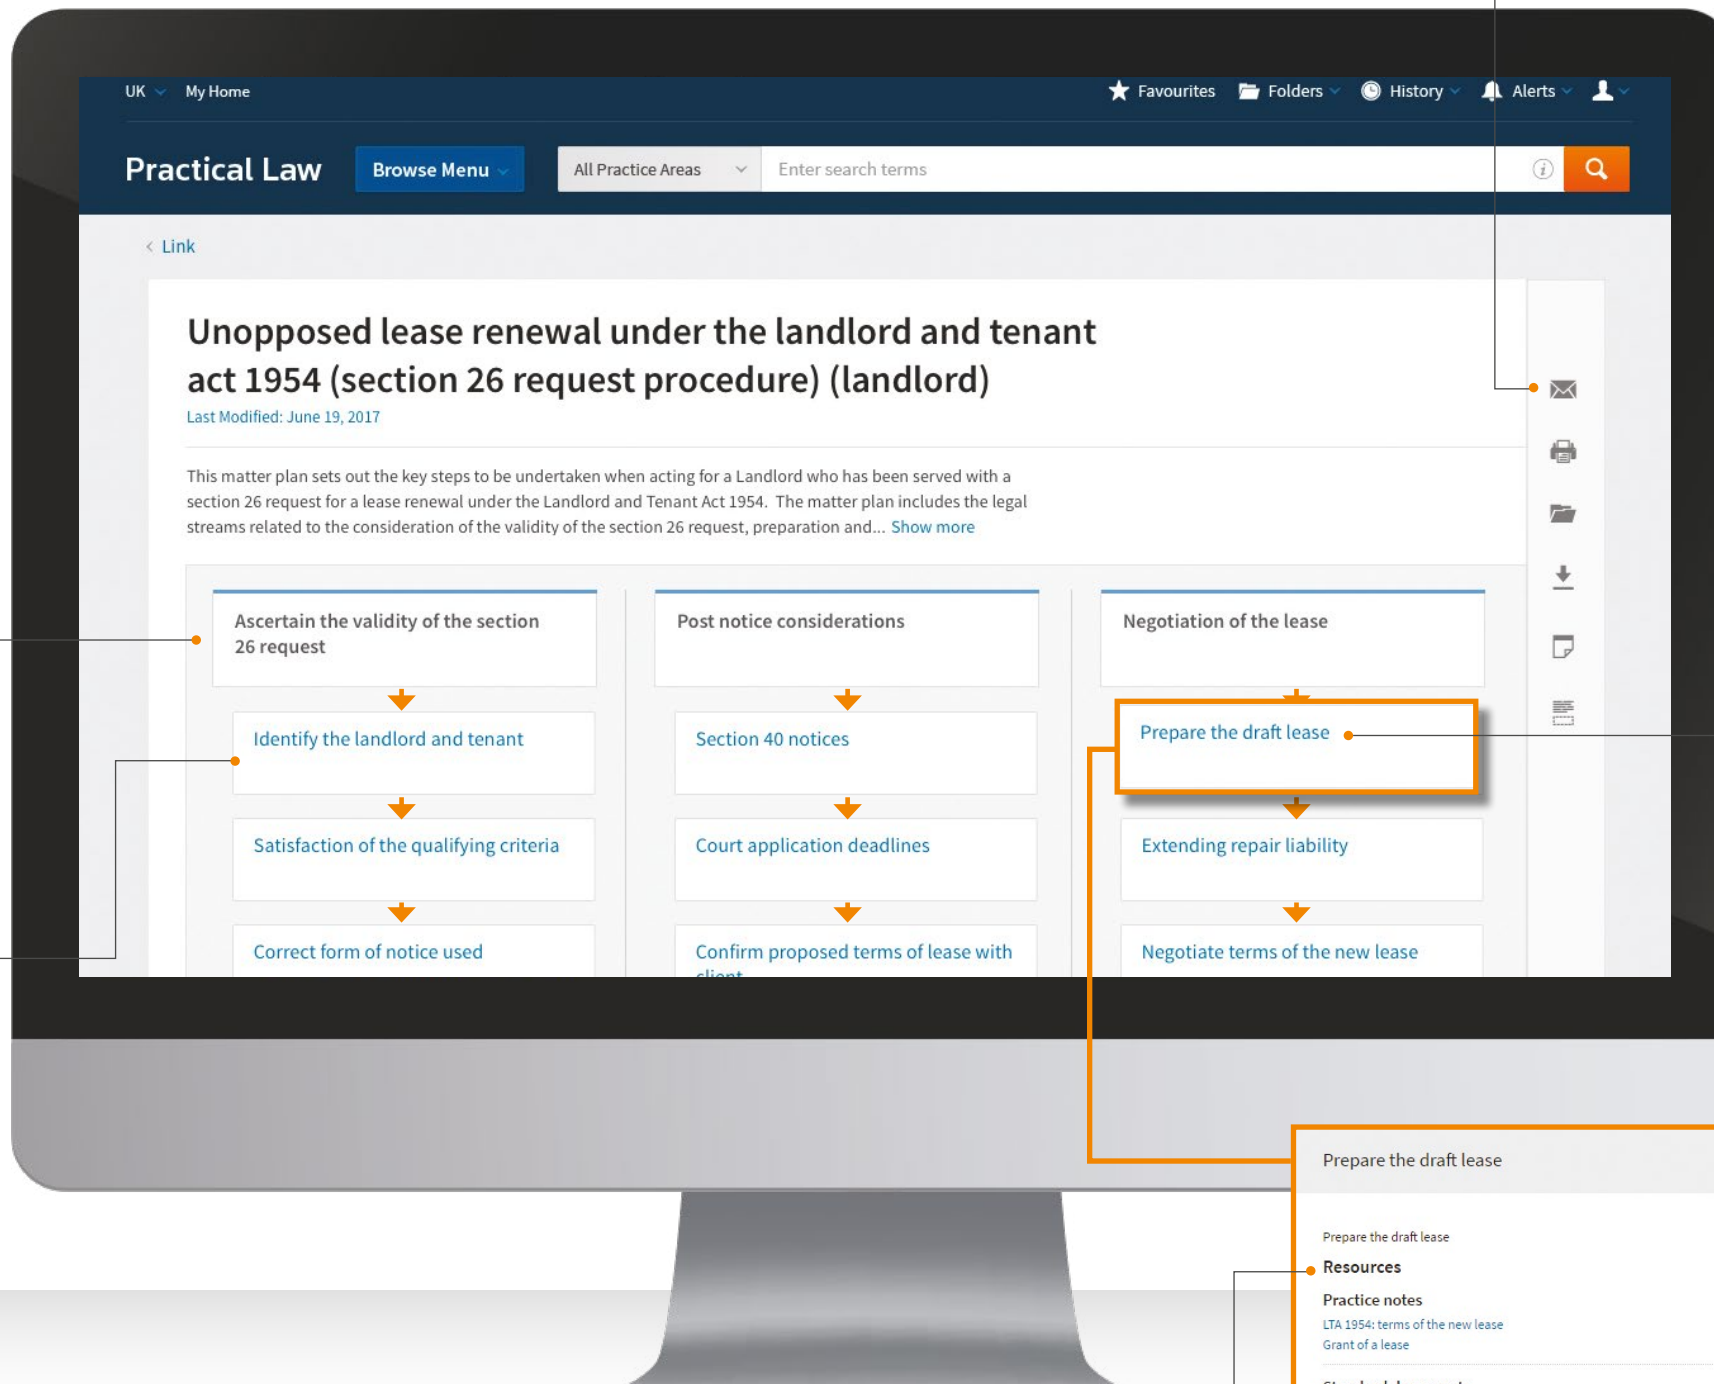 UK My Home Favourites Folders History Alerts
Practical Law Browse Menu All Practice Areas Enter search terms
< Link
Unopposed lease renewal under the landlord and tenant
act 1954 (section 26 request procedure) (landlord)
Last Modified: June 19, 2017
This matter plan sets out the key steps to be undertaken when acting for a Landlord who has been served with a
section 26 request for a lease renewal under the Landlord and Tenant Act 1954. The matter plan includes the legal
streams related to the consideration of the validity of the section 26 request, preparation and... Show more
Ascertain the validity of the section
26 request
Identify the landlord and tenant
Satisfaction of the qualifying criteria
Correct form of notice used
Post notice considerations
Section 40 notices
Court application deadlines
Confirm proposed terms of lease with
client
Negotiation of the lease
Prepare the draft lease
Extending repair liability
Negotiate terms of the new lease
Prepare the draft lease
Prepare the draft lease
Resources
Practice notes
LTA 1954: terms of the new lease
Grant of a lease